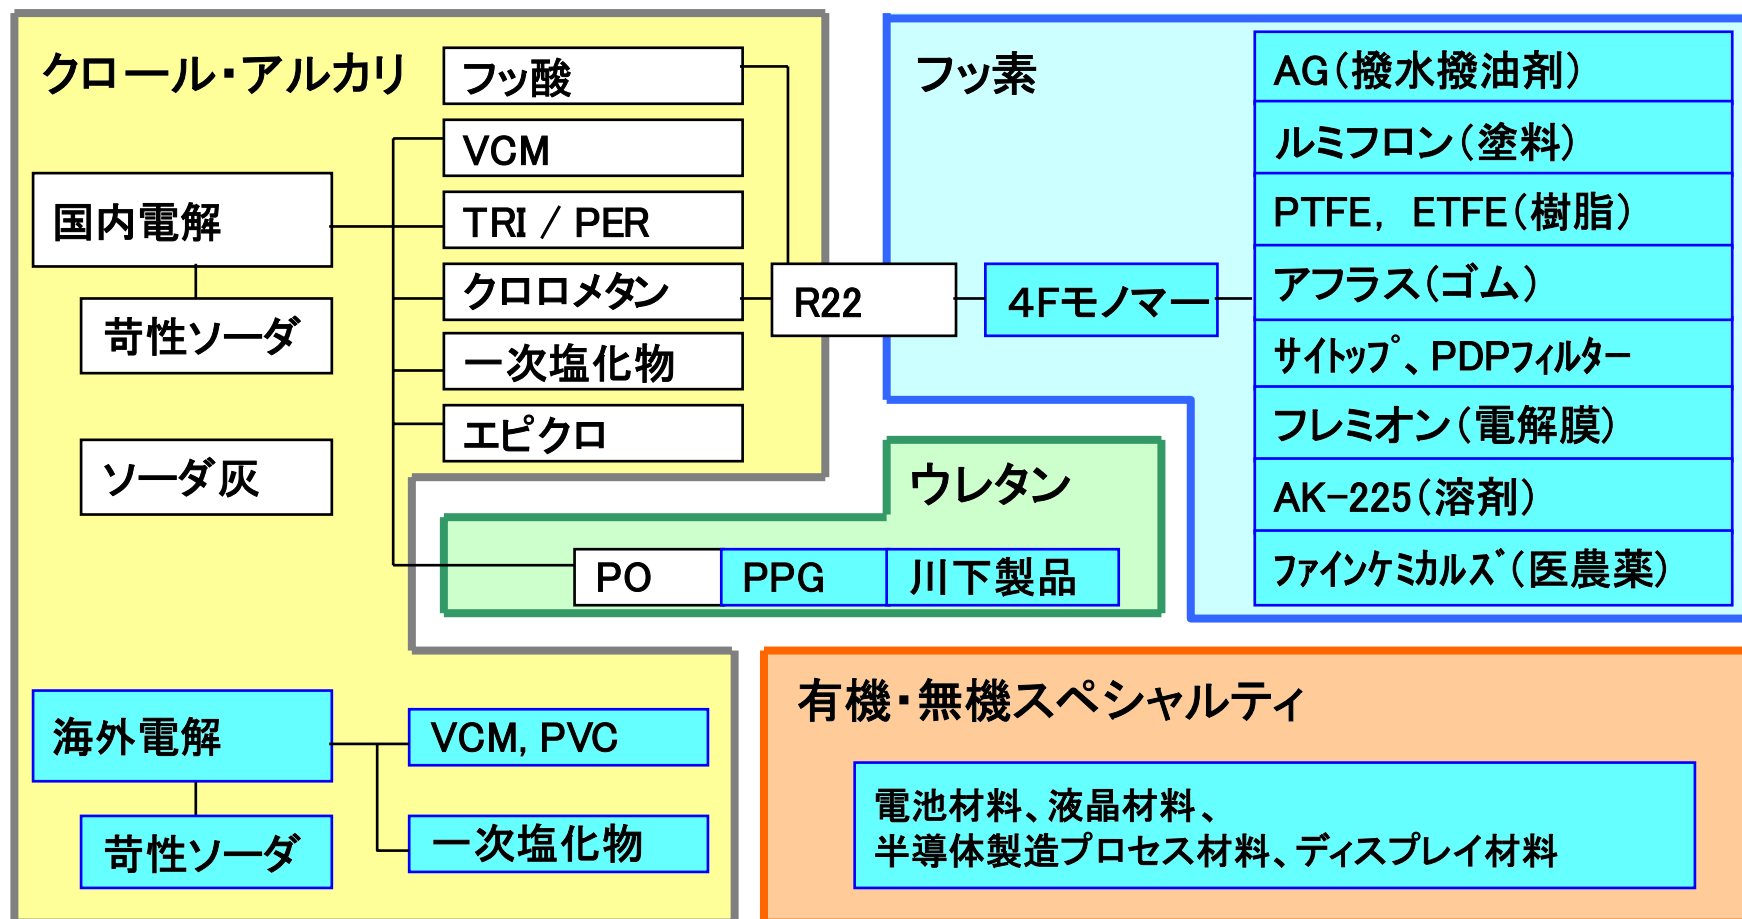 クロール・アルカリ
フッ酸
VCM
国内電解
TRI / PER
クロロメタン
苛性ソーダ
一次塩化物
エピクロ
ソーダ灰
R22
フッ素
4Fモノマー
AG（撥水撥油剤）
ルミフロン（塗料）
PTFE, ETFE（樹脂）
アフラス（ゴム）
サイトップ、PDPフィルター
フレミオン（電解膜）
AK-225（溶剤）
ファインケミカルズ（医農薬）
ウレタン
PO
PPG
川下製品
海外電解
VCM, PVC
苛性ソーダ
一次塩化物
有機・無機スペシャルティ
電池材料、液晶材料、
半導体製造プロセス材料、ディスプレイ材料